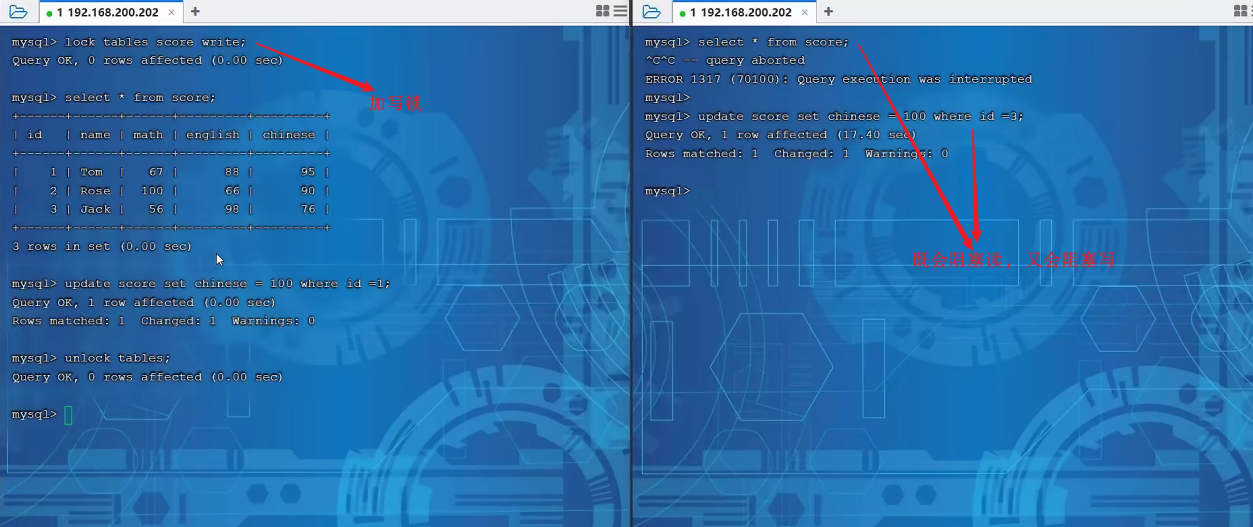 1 192.168.200.202 × +
mysql> lock tables score write;
Query OK, 0 rows affected (0.00 sec)
加写锁
mysql> select * from score;
+------+------+------+---------+---------+
| id   | name | math | english | chinese |
+------+------+------+---------+---------+
|    1 | Tom  |   67 |      88 |      95 |
|    2 | Rose |  100 |      66 |      90 |
|    3 | Jack |   56 |      98 |      76 |
+------+------+------+---------+---------+
3 rows in set (0.00 sec)
mysql> update score set chinese = 100 where id =1;
Query OK, 1 row affected (0.00 sec)
Rows matched: 1  Changed: 1  Warnings: 0
mysql> unlock tables;
Query OK, 0 rows affected (0.00 sec)
mysql>
1 192.168.200.202 × +
mysql> select * from score;
^C^C -- query aborted
ERROR 1317 (70100): Query execution was interrupted
mysql>
mysql> update score set chinese = 100 where id =3;
Query OK, 1 row affected (17.40 sec)
Rows matched: 1  Changed: 1  Warnings: 0
mysql>
既会阻塞读，又会阻塞写